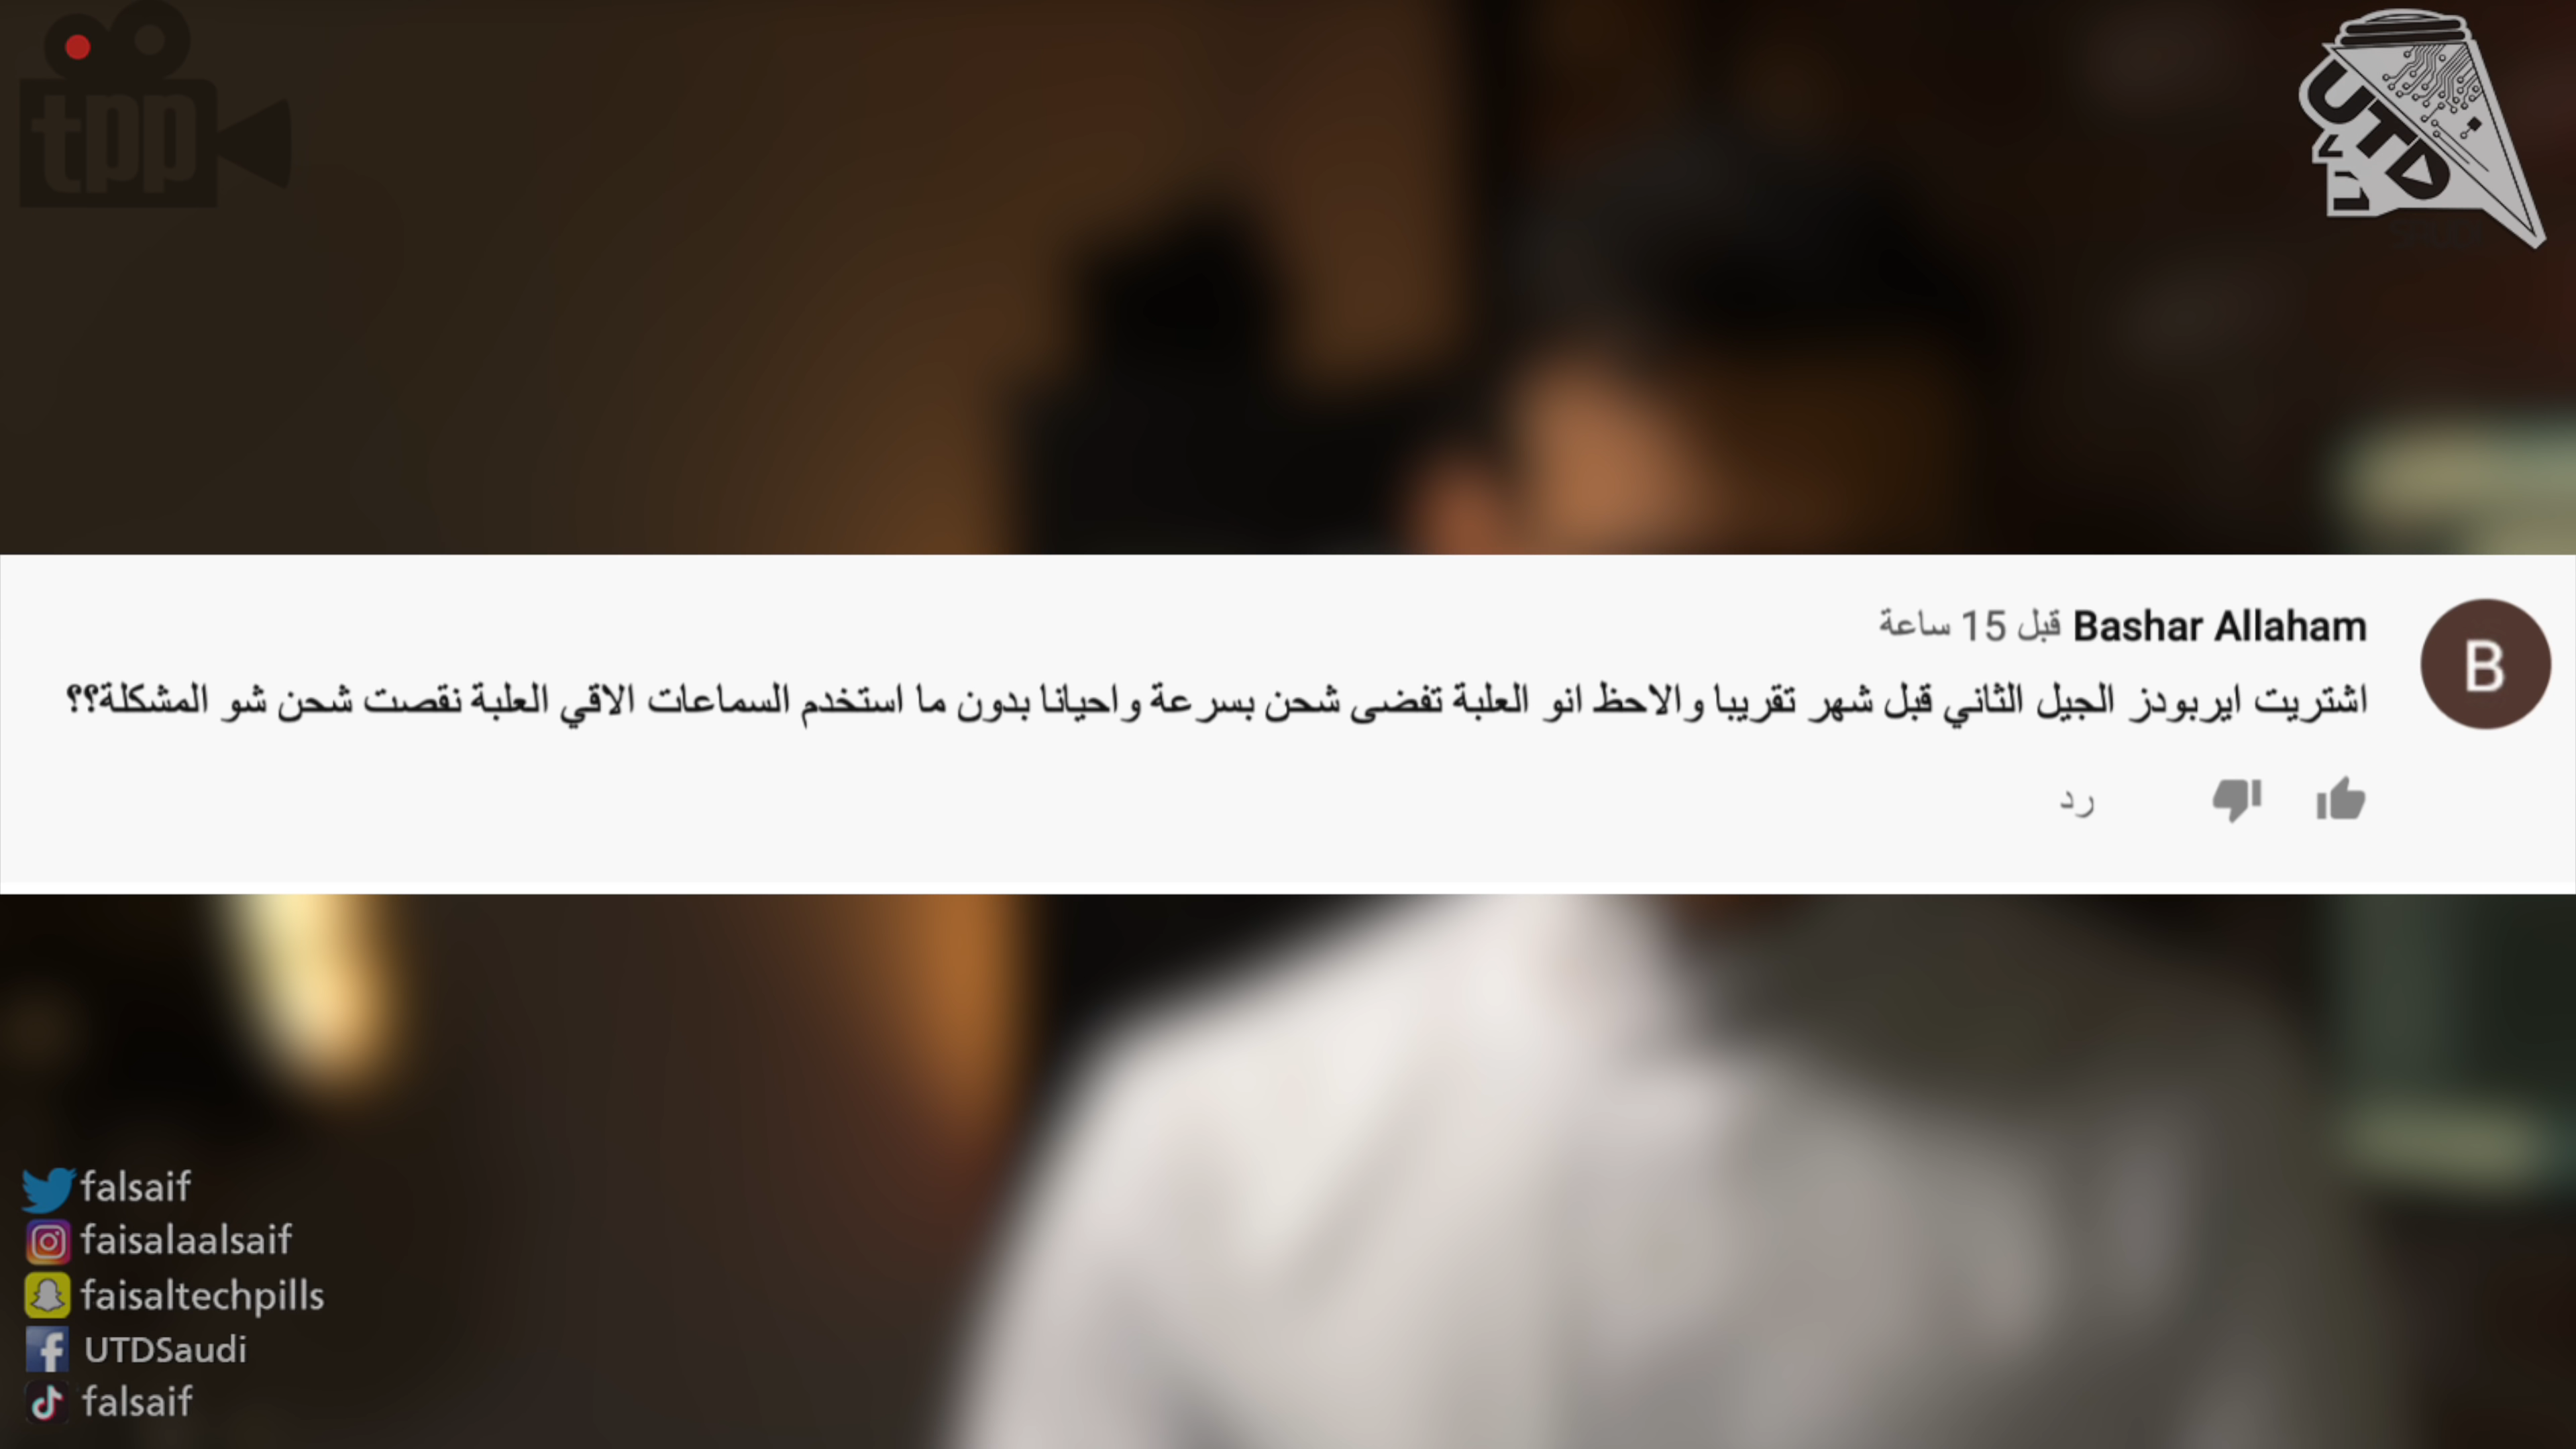 tpp
UTD
Bashar Allaham قبل 15 ساعة
B
اشتريت ايربودز الجيل الثاني قبل شهر تقريبا والاحظ انو العلبة تفضى شحن بسرعة واحيانا بدون ما استخدم السماعات الاقي العلبة نقصت شحن شو المشكلة؟؟
رد
falsaif
faisalaalsaif
faisaltechpills
UTDSaudi
falsaif